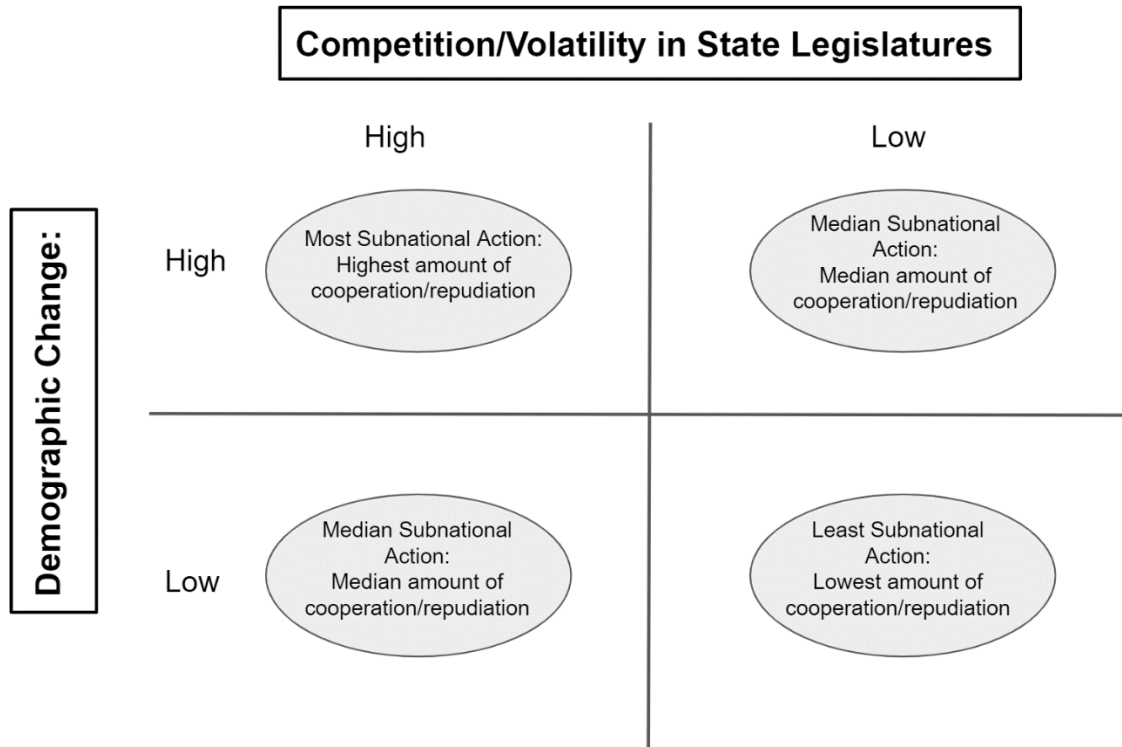 Competition/Volatility in State Legislatures
High
Low
Demographic Change:
High
Most Subnational Action:
Highest amount of
cooperation/repudiation
Median Subnational
Action:
Median amount of
cooperation/repudiation
Low
Median Subnational
Action:
Median amount of
cooperation/repudiation
Least Subnational
Action:
Lowest amount of
cooperation/repudiation